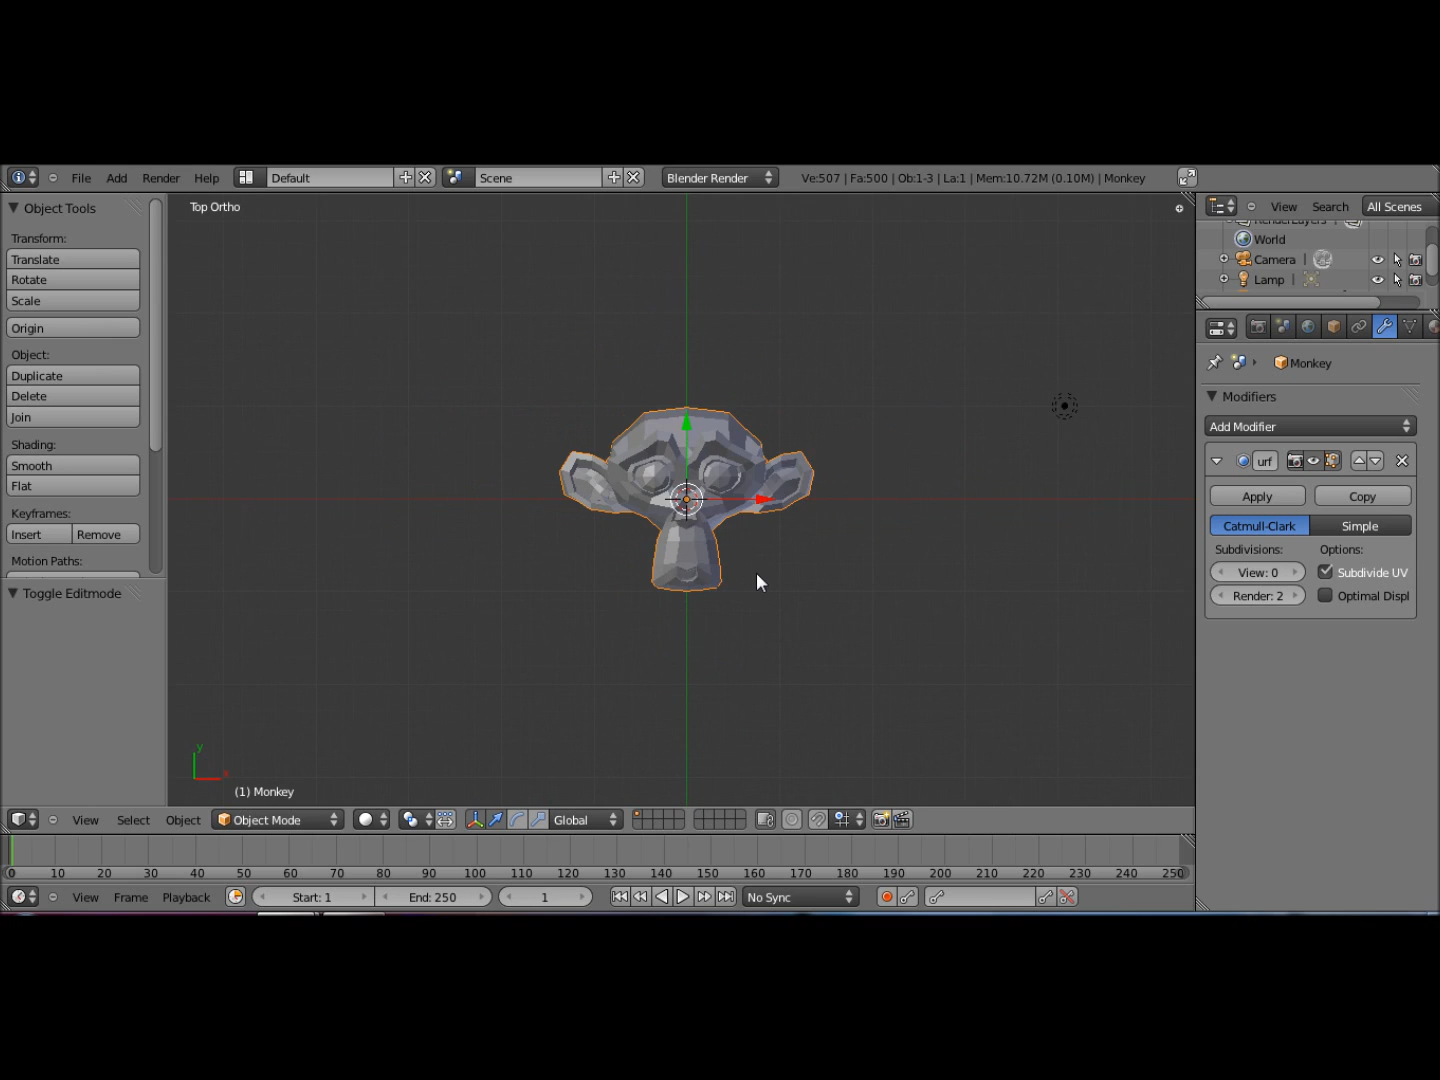 File Add Render Help Default Scene Blender Render Ve:507 | Fa:500 | Ob:1-3 | La:1 | Mem:10.72M (0.10M) | Monkey
Object Tools
Transform:
Translate
Rotate
Scale
Origin
Object:
Duplicate
Delete
Join
Shading:
Smooth
Flat
Keyframes:
Insert Remove
Motion Paths:
Toggle Editmode
Top Ortho
y
x
(1) Monkey
View Select Object Object Mode Global
0 10 20 30 40 50 60 70 80 90 100 110 120 130 140 150 160 170 180 190 200 210 220 230 240 250
View Frame Playback Start: 1 End: 250 1 No Sync
View Search All Scenes
RenderLayers |
World
Camera |
Lamp |
Monkey
Modifiers
Add Modifier
urf
Apply Copy
Catmull-Clark Simple
Subdivisions: Options:
View: 0 Subdivide UV
Render: 2 Optimal Displ